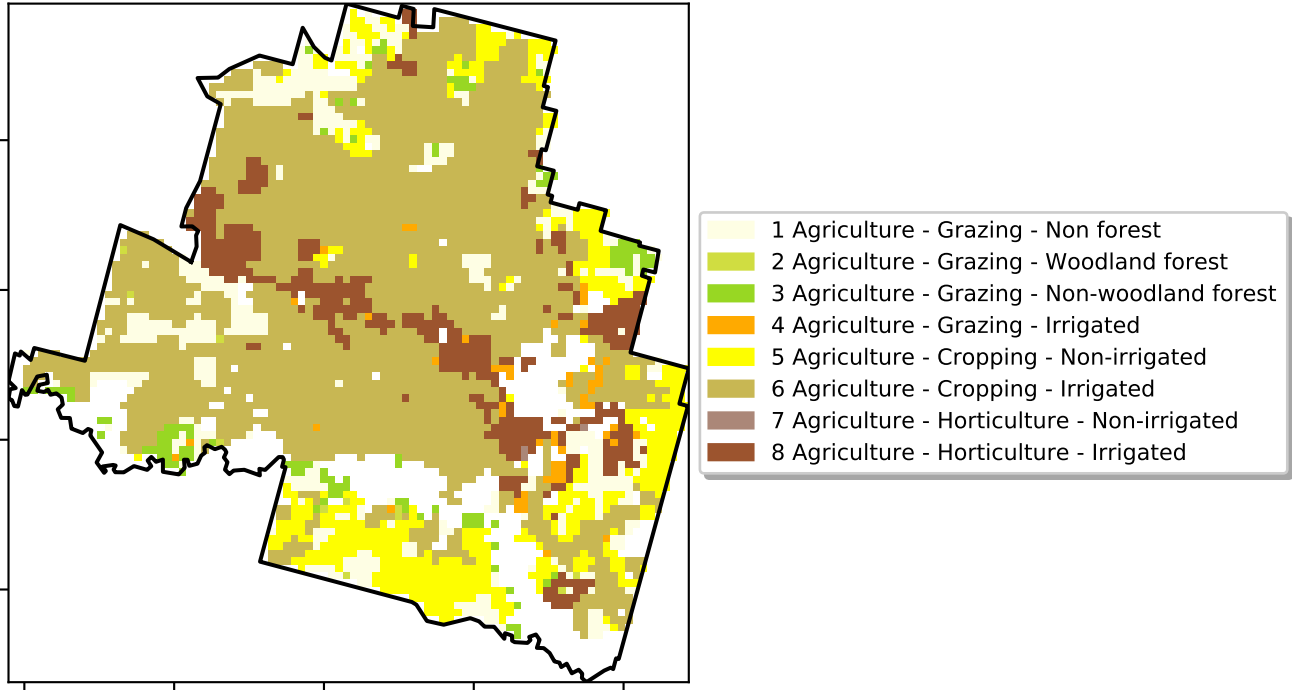 1 Agriculture - Grazing - Non forest
2 Agriculture - Grazing - Woodland forest
3 Agriculture - Grazing - Non-woodland forest
4 Agriculture - Grazing - Irrigated
5 Agriculture - Cropping - Non-irrigated
6 Agriculture - Cropping - Irrigated
7 Agriculture - Horticulture - Non-irrigated
8 Agriculture - Horticulture - Irrigated